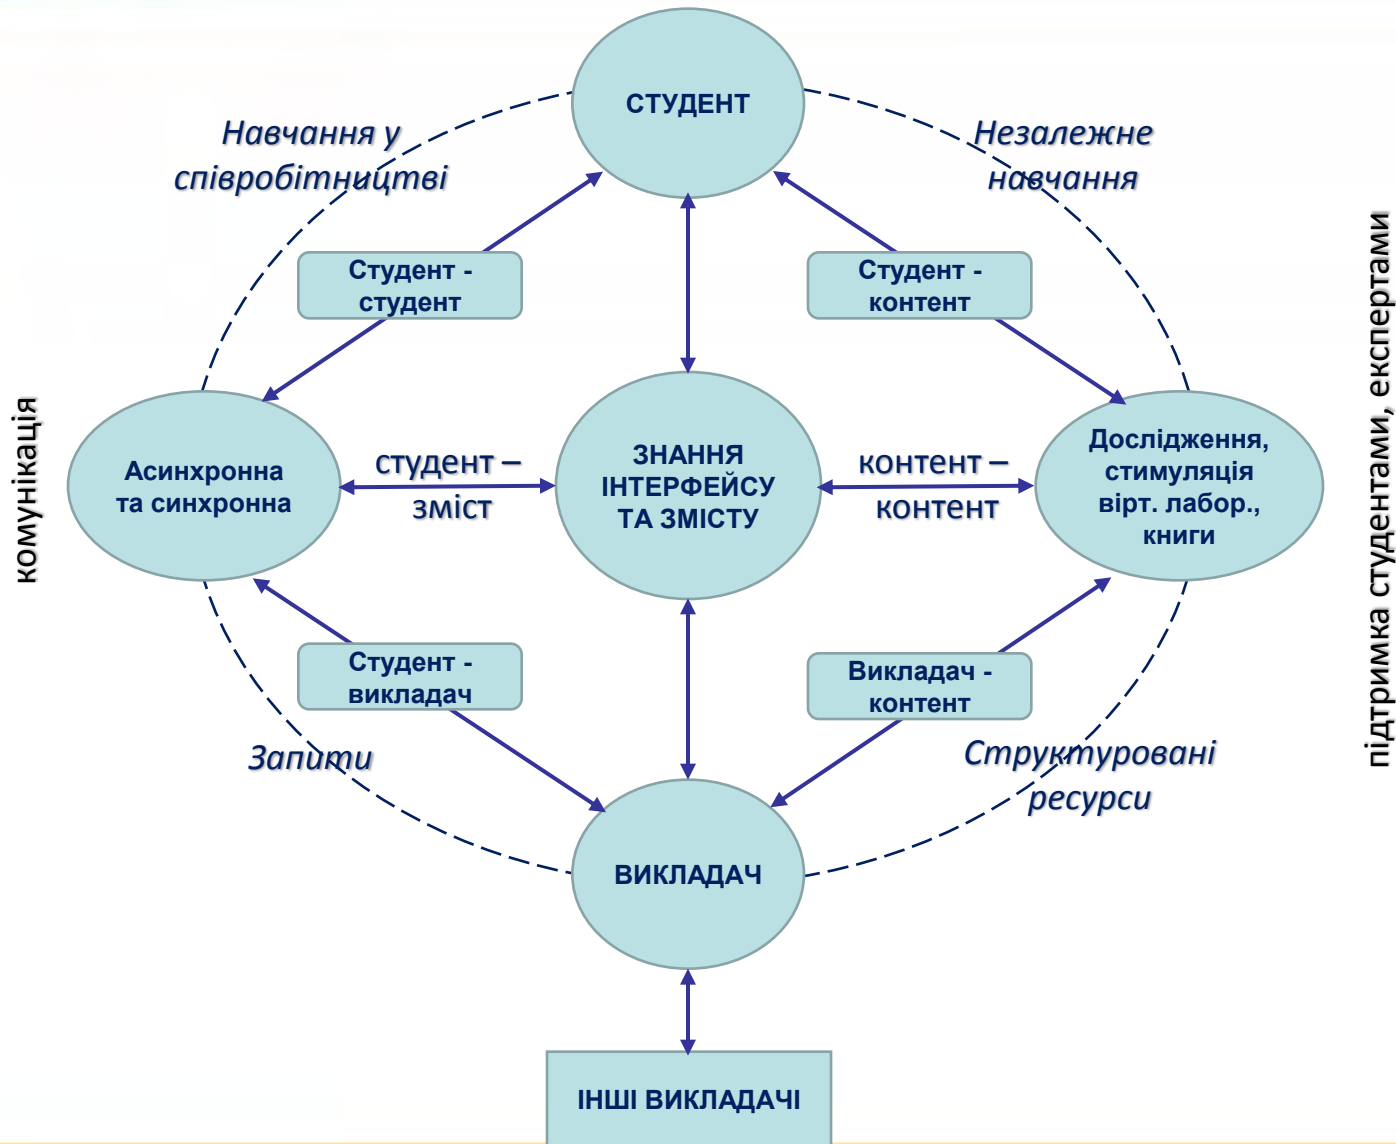 СТУДЕНТ
Навчання у
співробітництві
Незалежне
навчання
Студент -
студент
Студент -
контент
комунікація
Асинхронна
та синхронна
студент –
зміст
ЗНАННЯ
ІНТЕРФЕЙСУ
ТА ЗМІСТУ
контент –
контент
Дослідження,
стимуляція
вірт. лабор.,
книги
підтримка студентами, експертами
Студент -
викладач
Викладач -
контент
Запити
Структуровані
ресурси
ВИКЛАДАЧ
ІНШІ ВИКЛАДАЧІ